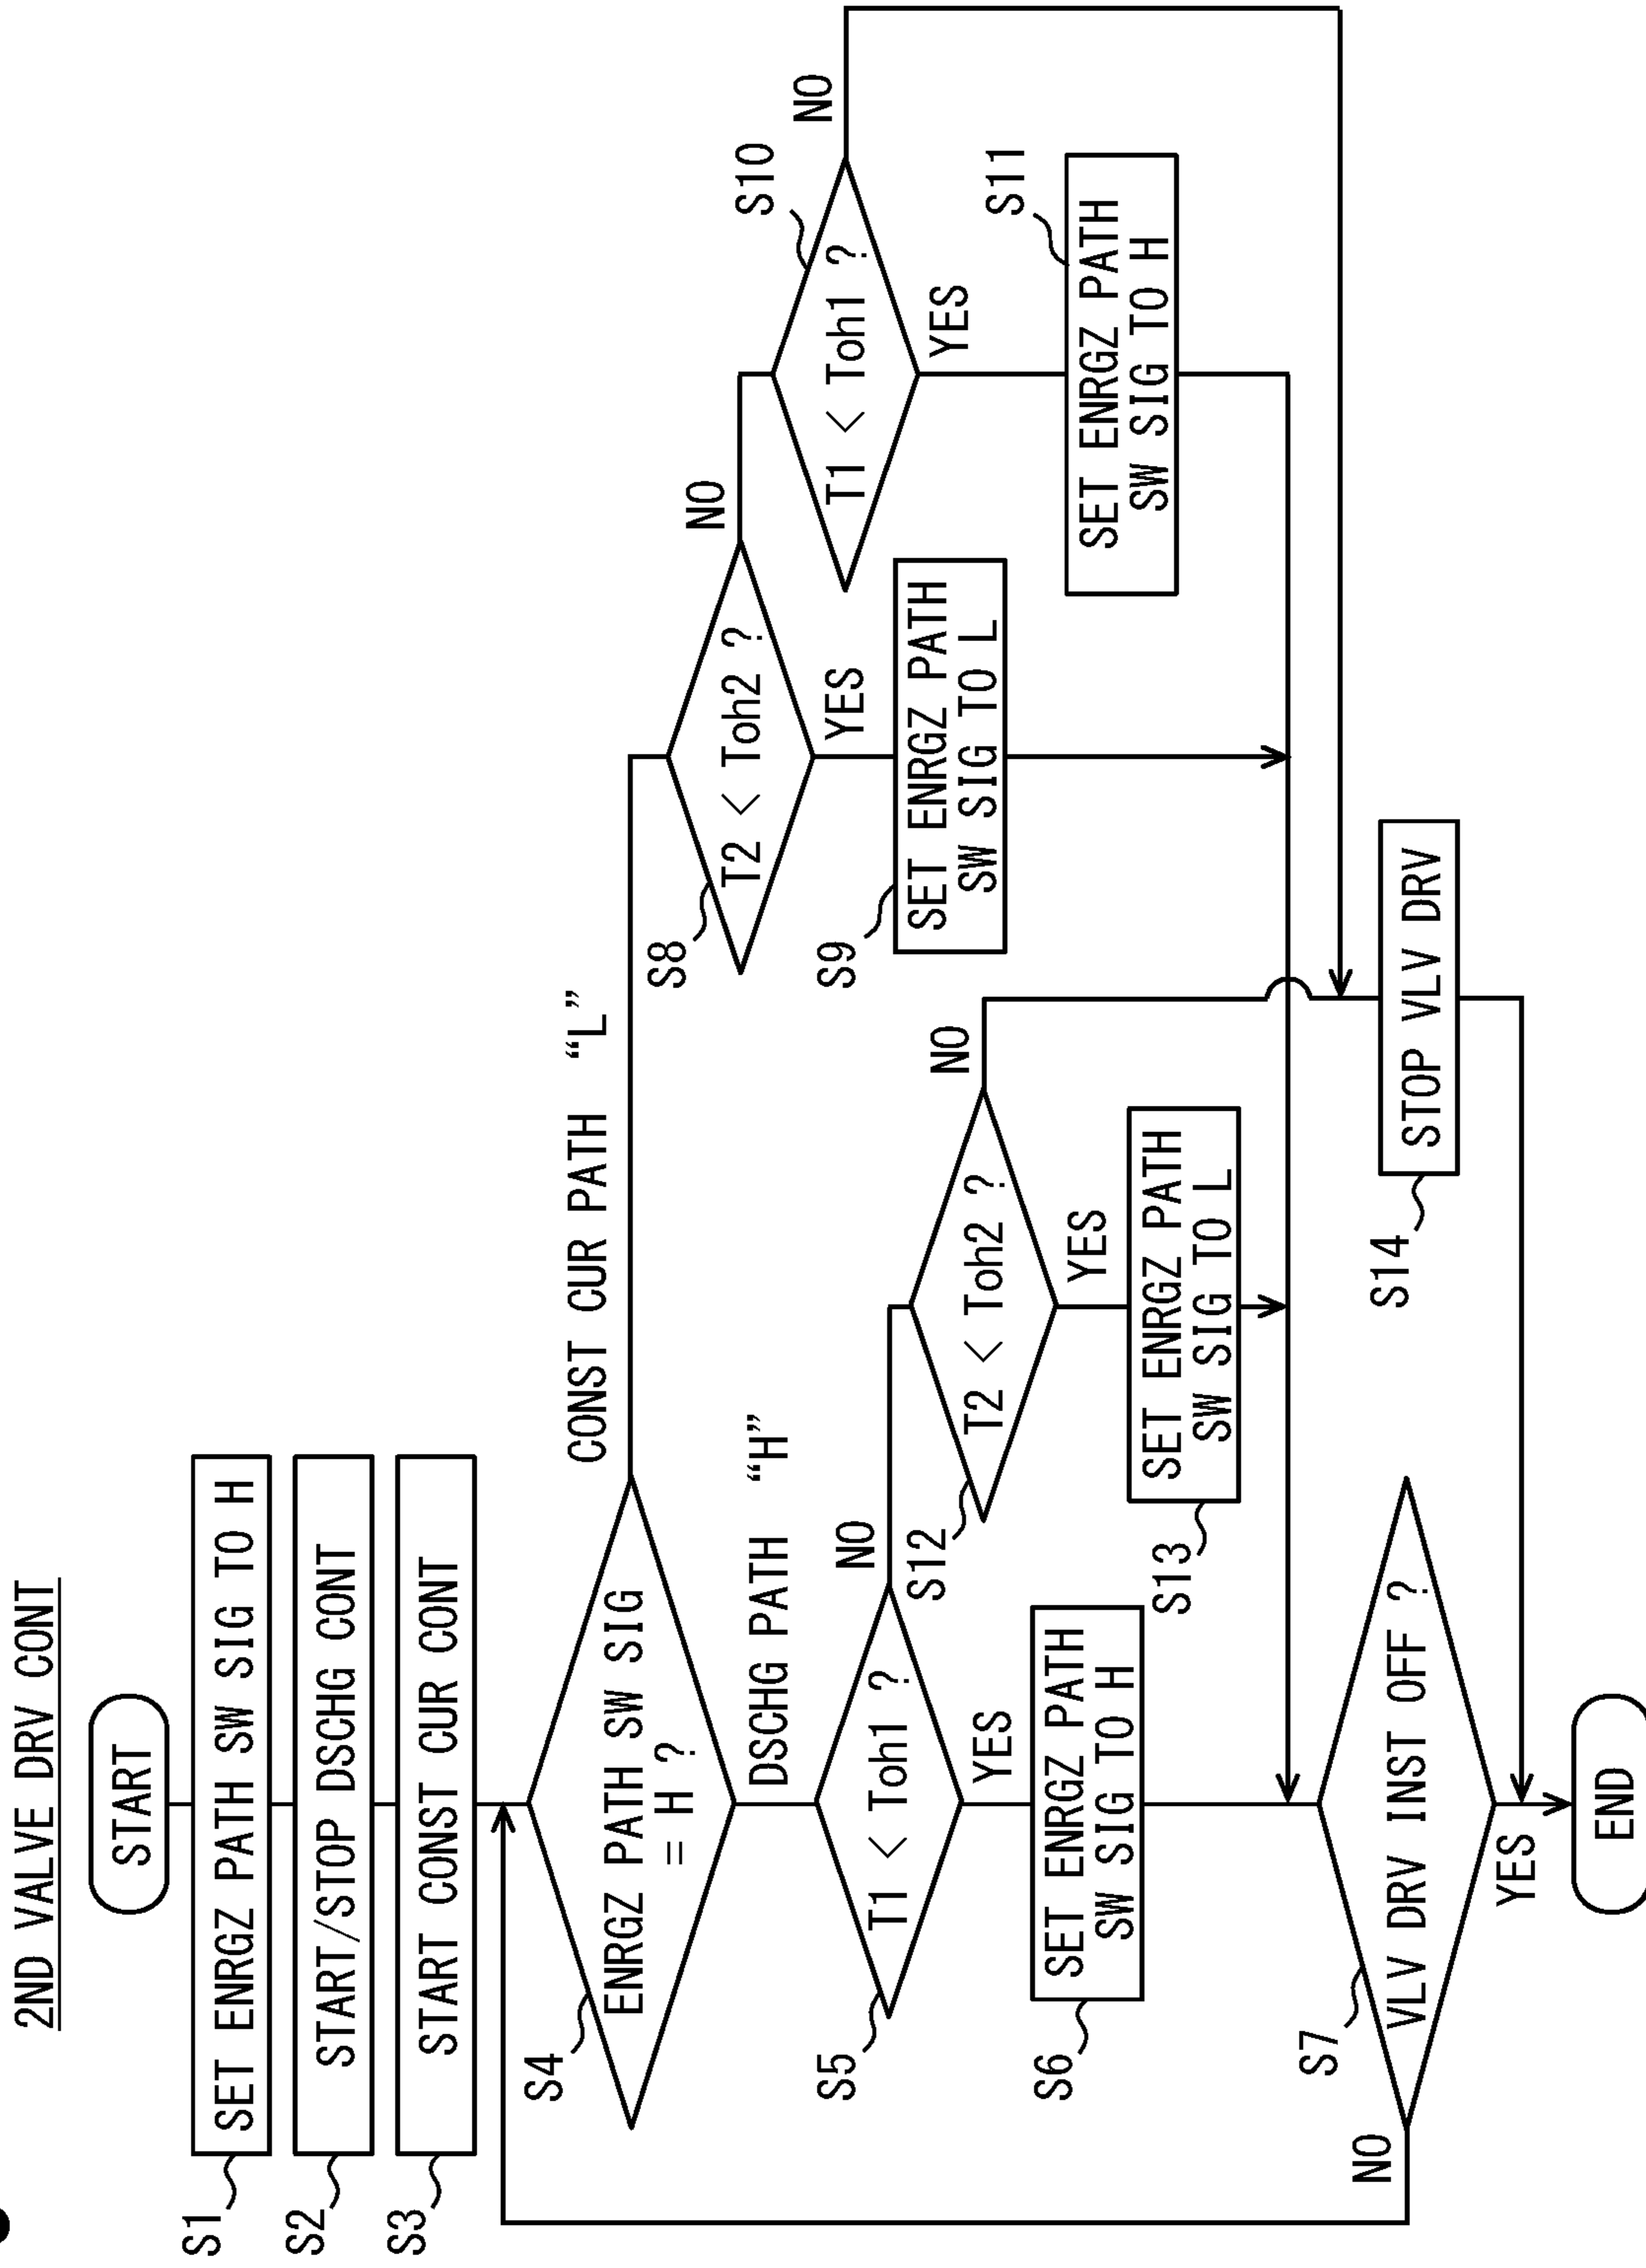 2ND VALVE DRV CONT
START
S1
SET ENRGZ PATH SW SIG TO H
S2
START/STOP DSCHG CONT
S3
START CONST CUR CONT
S4
ENRGZ PATH SW SIG
= H ?
CONST CUR PATH “L”
DSCHG PATH “H”
S5
T1 < Toh1 ?
NO
YES
S6
SET ENRGZ PATH
SW SIG TO H
S7
VLV DRV INST OFF ?
NO
YES
END
S8
T2 < Toh2 ?
NO
YES
S9
SET ENRGZ PATH
SW SIG TO L
S10
T1 < Toh1 ?
NO
YES
S11
SET ENRGZ PATH
SW SIG TO H
S12
T2 < Toh2 ?
NO
YES
S13
SET ENRGZ PATH
SW SIG TO L
S14
STOP VLV DRV